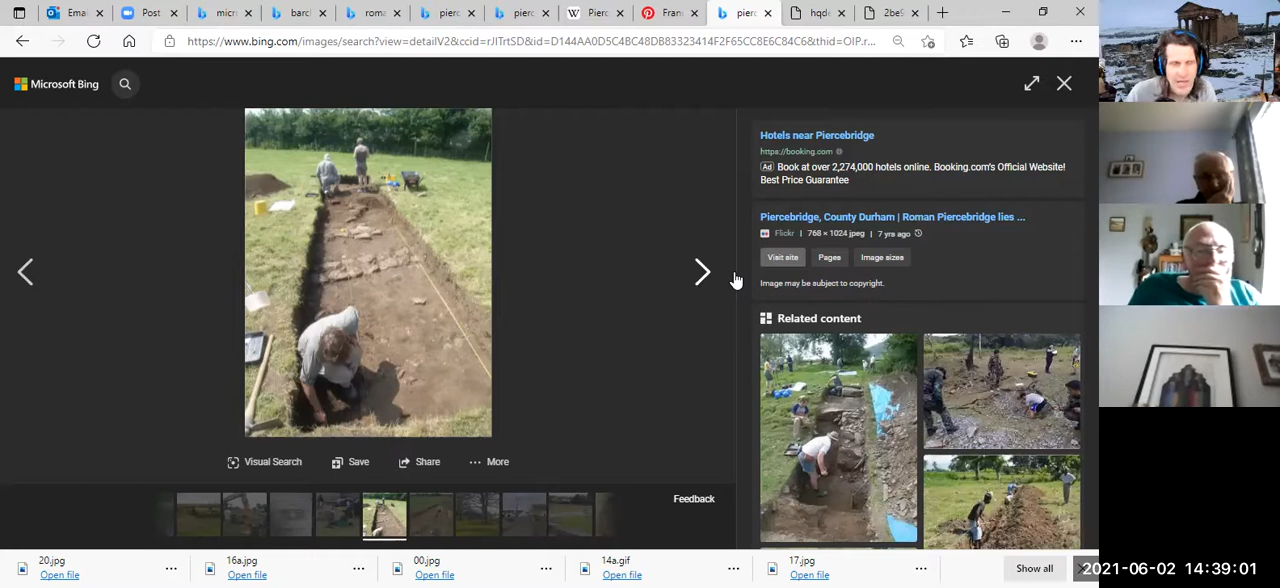 Emai
Post
micr
barc
roma
pierc
pierc
W Pierc
Fran
pierc
hqde
2be9
https://www.bing.com/images/search?view=detailV2&ccid=rJITrtSD&id=D144AA0D5C4BC48DB83323414F2F65CC8E6C84C6&thid=OIP.r...
Microsoft Bing
Hotels near Piercebridge
https://booking.com
Ad Book at over 2,274,000 hotels online. Booking.com's Official Website!
Best Price Guarantee
Piercebridge, County Durham | Roman Piercebridge lies ...
Flickr | 768 × 1024 jpeg | 7 yrs ago
Visit site Pages Image sizes
Image may be subject to copyright.
Related content
Visual Search Save Share ... More
Feedback
20.jpg
Open file
...
16a.jpg
Open file
...
00.jpg
Open file
...
14a.gif
Open file
...
17.jpg
Open file
...
Show all
2021-06-02 14:39:01